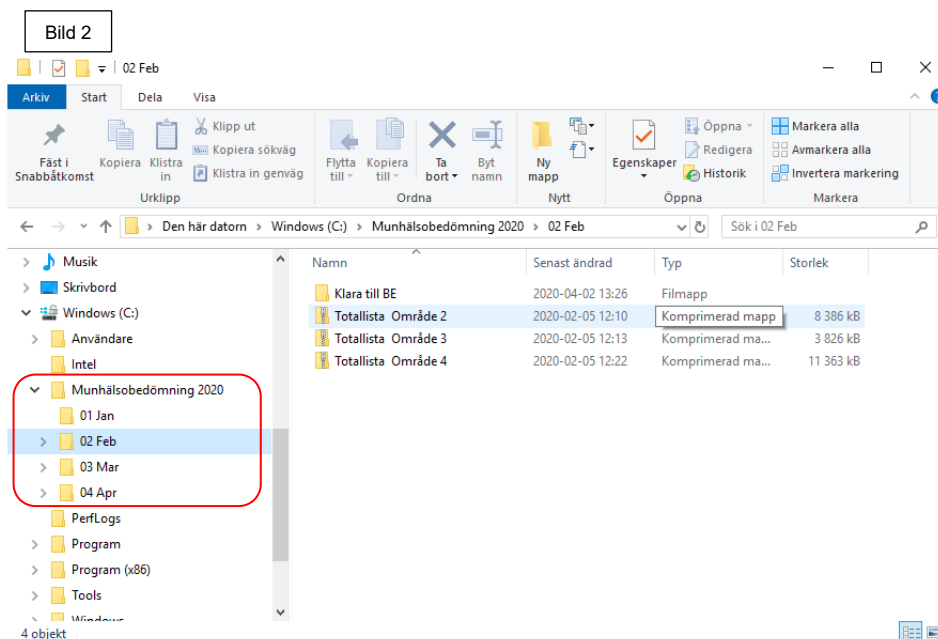 Bild 2
02 Feb
Arkiv Start Dela Visa
Fäst i Snabbåtkomst
Kopiera
Klistra in
Klipp ut
Kopiera sökväg
Klistra in genväg
Urklipp
Flytta till
Kopiera till
Ta bort
Byt namn
Ordna
Ny mapp
Nytt
Egenskaper
Öppna
Redigera
Historik
Öppna
Markera alla
Avmarkera alla
Invertera markering
Markera
Den här datorn > Windows (C:) > Munhälsobedömning 2020 > 02 Feb
Sök i 02 Feb
Musik
Skrivbord
Windows (C:)
Användare
Intel
Munhälsobedömning 2020
01 Jan
02 Feb
03 Mar
04 Apr
PerfLogs
Program
Program (x86)
Tools
Windows
Namn Senast ändrad Typ Storlek
Klara till BE 2020-04-02 13:26 Filmapp
Totallista Område 2 2020-02-05 12:10 Komprimerad mapp 8 386 kB
Totallista Område 3 2020-02-05 12:13 Komprimerad ma... 3 826 kB
Totallista Område 4 2020-02-05 12:22 Komprimerad ma... 11 363 kB
4 objekt